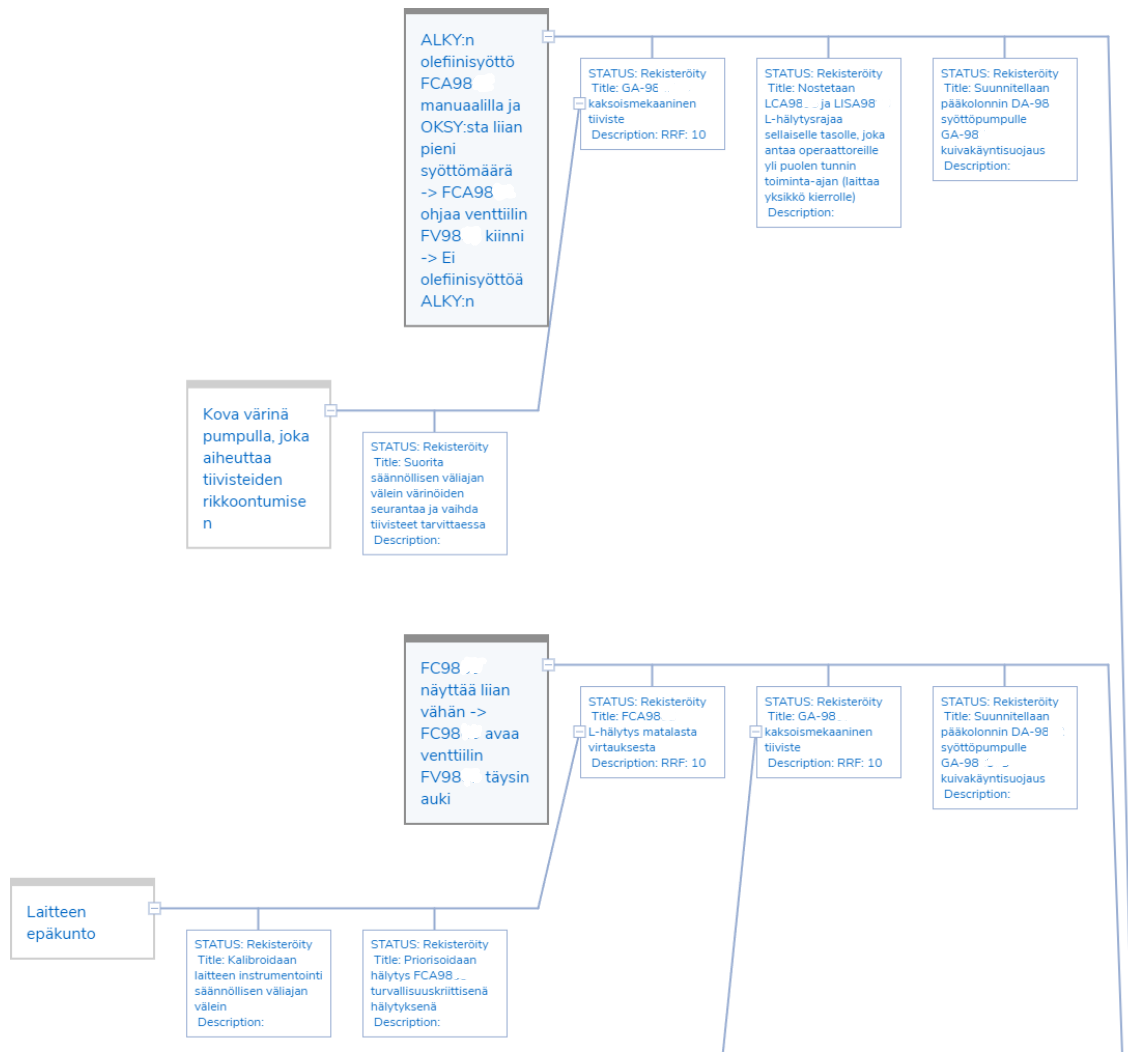 ALKY:n
olefiinisyöttö
FCA98
manuaalilla ja
OKSY:sta liian
pieni
syöttömäärä
-> FCA98
ohjaa venttiilin
FV98 kiinni
-> Ei
olefiinisyöttöä
ALKY:n
STATUS: Rekisteröity
Title: GA-98
kaksoismekaaninen
tiiviste
Description: RRF: 10
STATUS: Rekisteröity
Title: Nostetaan
LCA98 ja LISA98
L-hälytysrajaa
sellaiselle tasolle, joka
antaa operaattoreille
yli puolen tunnin
toiminta-ajan (laittaa
yksikkö kierrolle)
Description:
STATUS: Rekisteröity
Title: Suunnitellaan
pääkolonnin DA-98
syöttöpumpulle
GA-98
kuivakäyntisuojaus
Description:
Kova värinä
pumpulla, joka
aiheuttaa
tiivisteiden
rikkoontumise
n
STATUS: Rekisteröity
Title: Suorita
säännöllisen väliajan
välein värinöiden
seurantaa ja vaihda
tiivisteet tarvittaessa
Description:
FC98
näyttää liian
vähän ->
FC98 avaa
venttiilin
FV98 täysin
auki
STATUS: Rekisteröity
Title: FCA98
L-hälytys matalasta
virtauksesta
Description: RRF: 10
STATUS: Rekisteröity
Title: GA-98
kaksoismekaaninen
tiiviste
Description: RRF: 10
STATUS: Rekisteröity
Title: Suunnitellaan
pääkolonnin DA-98
syöttöpumpulle
GA-98
kuivakäyntisuojaus
Description:
Laitteen
epäkunto
STATUS: Rekisteröity
Title: Kalibroidaan
laitteen instrumentointi
säännöllisen väliajan
välein
Description:
STATUS: Rekisteröity
Title: Priorisoidaan
hälytys FCA98
turvallisuuskriittisenä
hälytyksenä
Description: